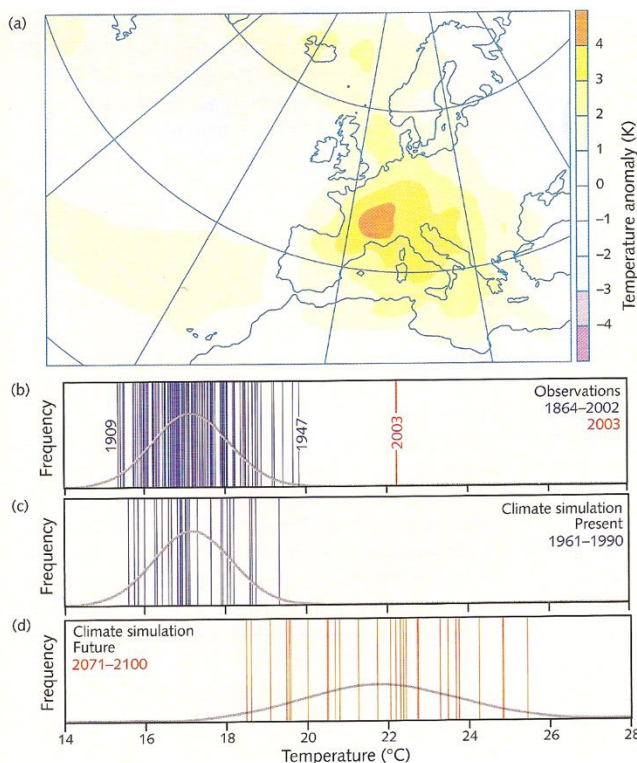 (a)
4
3
2
1
0
−1
−2
−3
−4
Temperature anomaly (K)
(b)
Frequency
1909
1947
2003
Observations
1864–2002
2003
(c)
Frequency
Climate simulation
Present
1961–1990
(d)
Frequency
Climate simulation
Future
2071–2100
14 16 18 20 22 24 26 28
Temperature (°C)